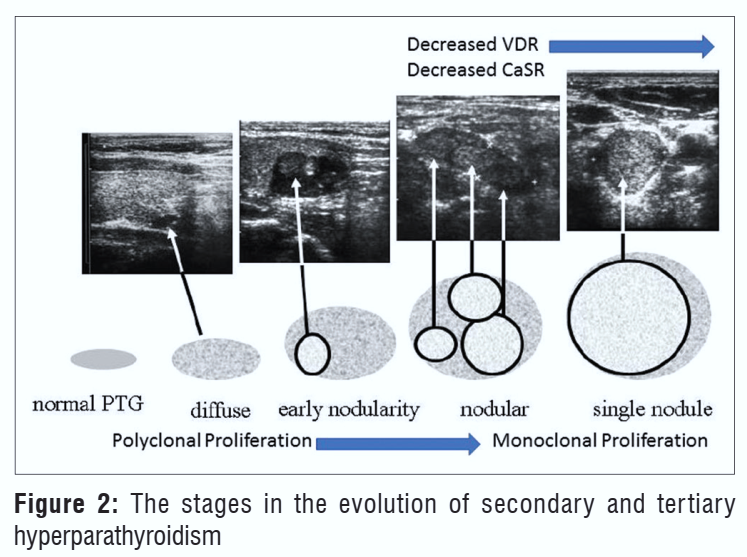 Decreased VDR
Decreased CaSR
normal PTG
diffuse
early nodularity
nodular
single nodule
Polyclonal Proliferation
Monoclonal Proliferation
Figure 2: The stages in the evolution of secondary and tertiary
hyperparathyroidism